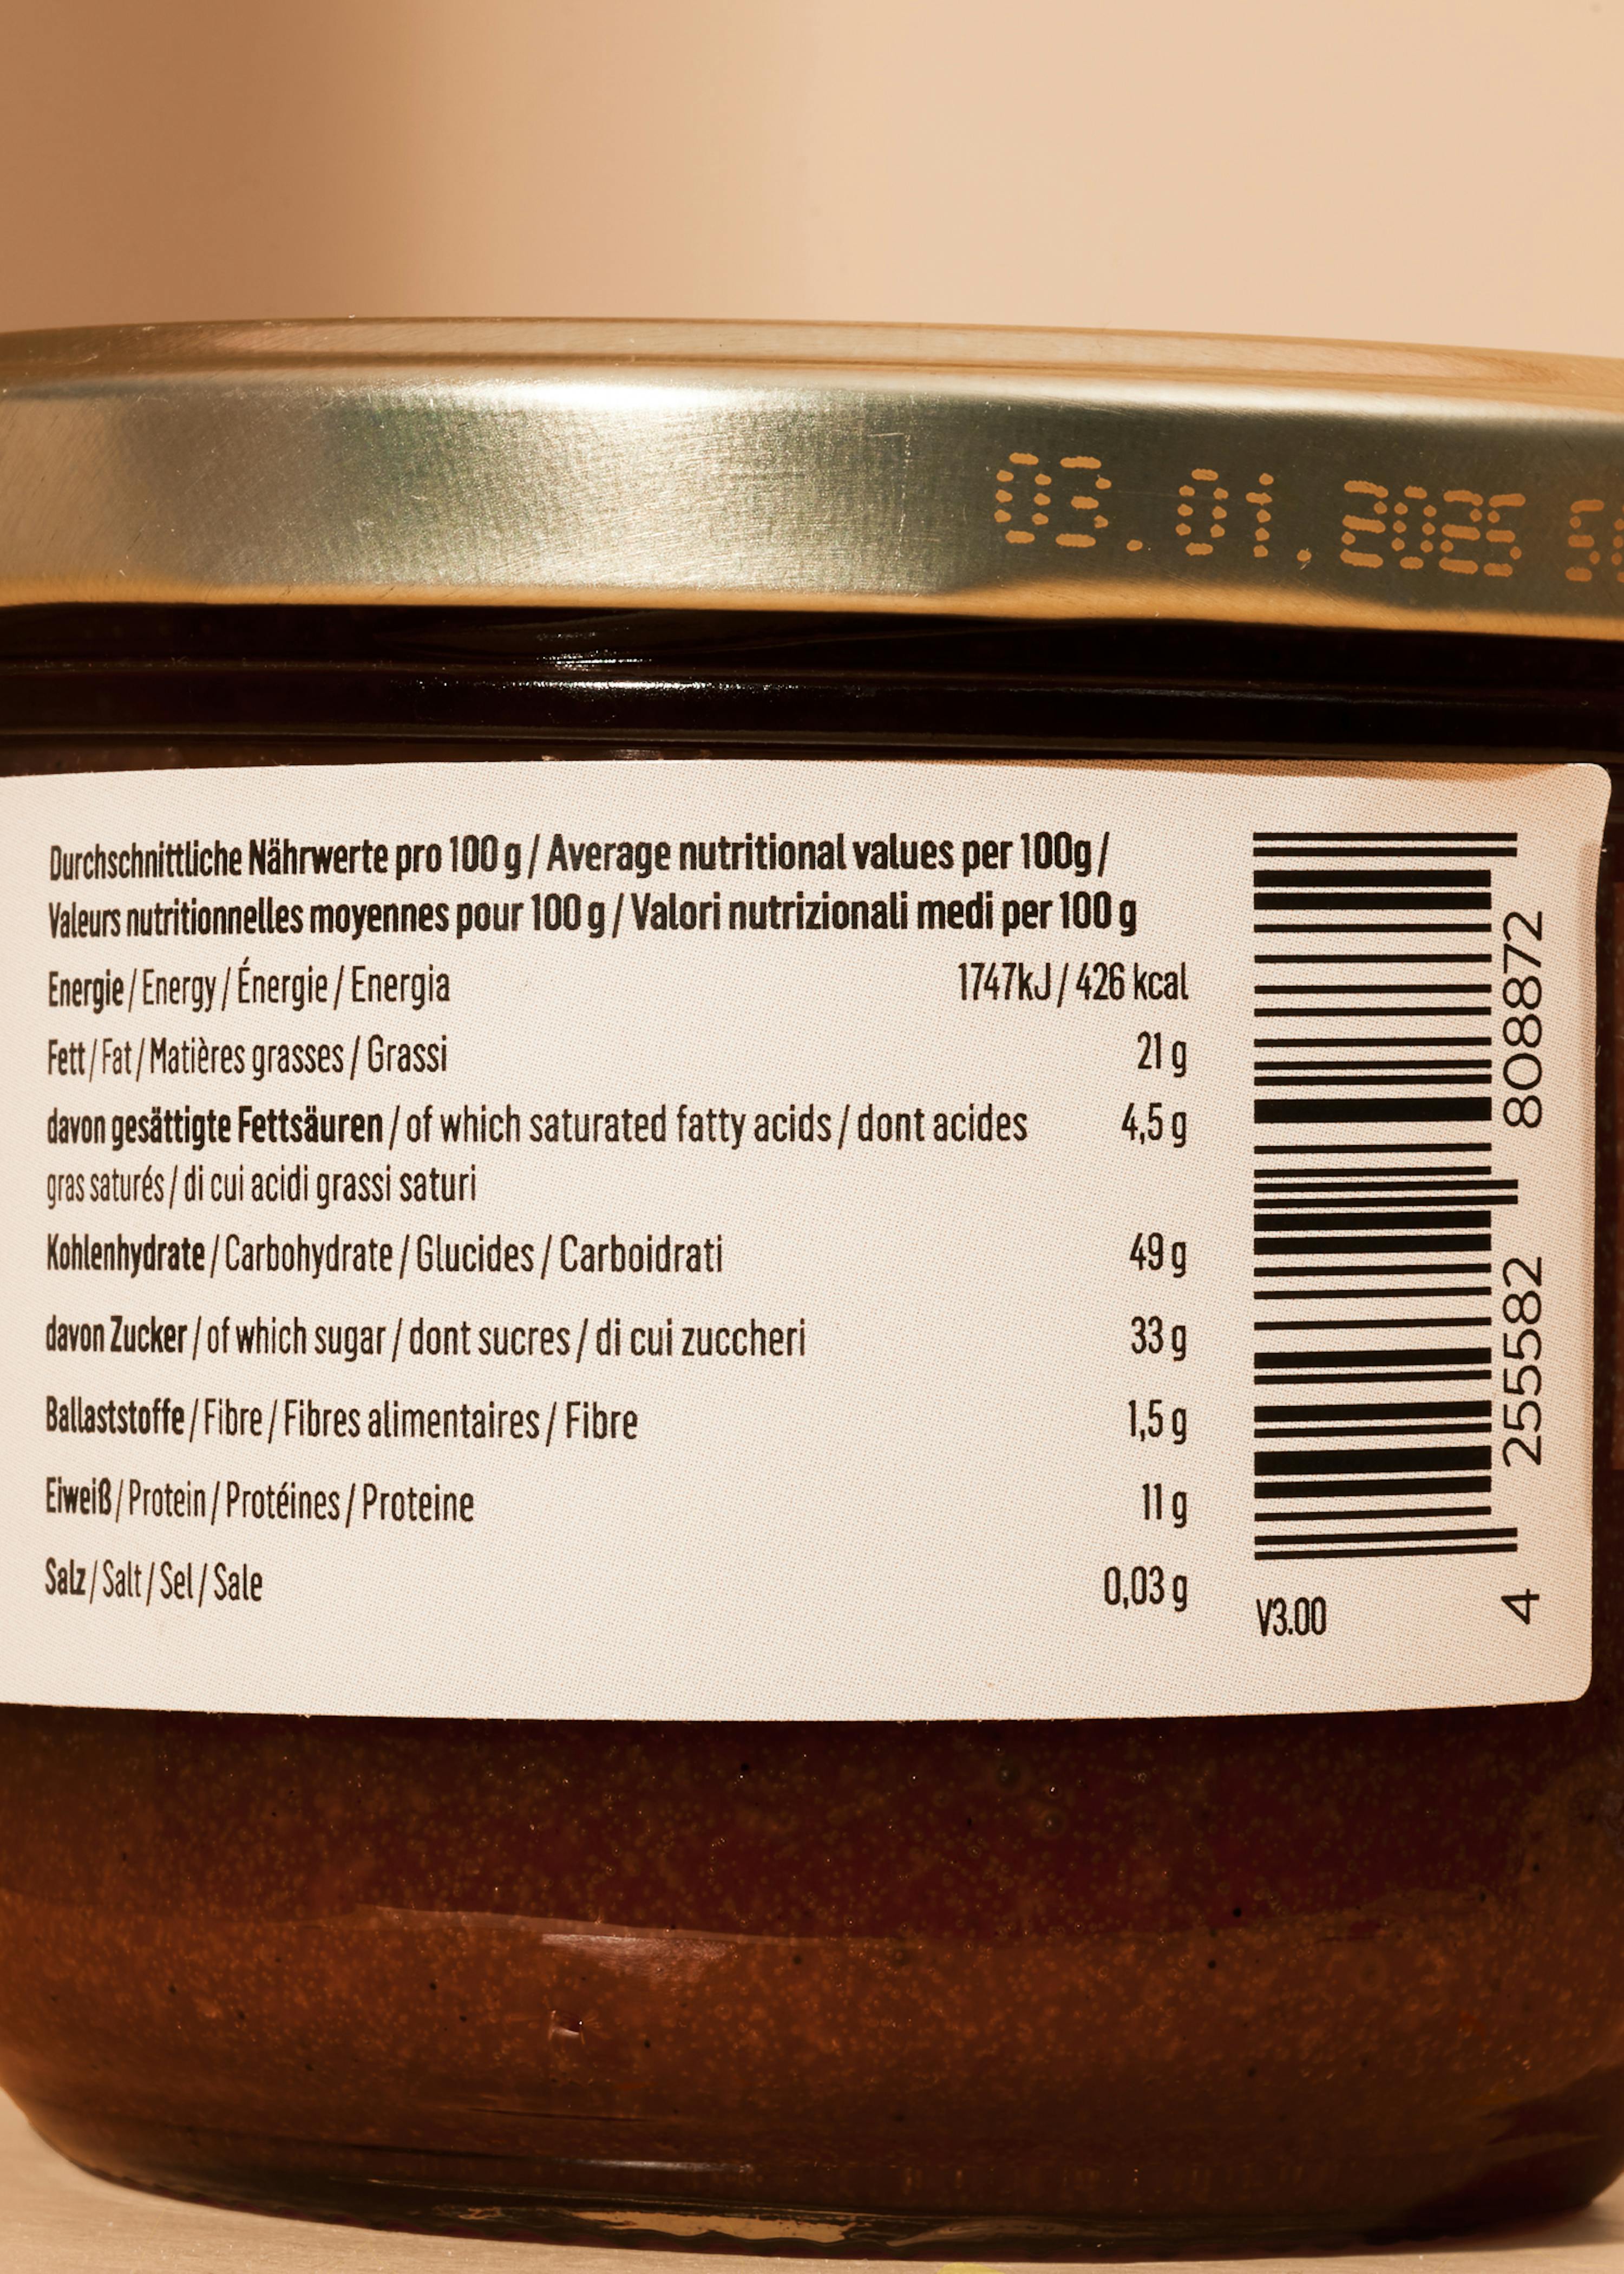 03.01.2025
Durchschnittliche Nährwerte pro 100 g / Average nutritional values per 100g /
Valeurs nutritionnelles moyennes pour 100 g / Valori nutrizionali medi per 100 g
Energie / Energy / Énergie / Energia 1747kJ / 426 kcal
Fett / Fat / Matières grasses / Grassi 21 g
davon gesättigte Fettsäuren / of which saturated fatty acids / dont acides 4,5 g
gras saturés / di cui acidi grassi saturi
Kohlenhydrate / Carbohydrate / Glucides / Carboidrati 49 g
davon Zucker / of which sugar / dont sucres / di cui zuccheri 33 g
Ballaststoffe / Fibre / Fibres alimentaires / Fibre 1,5 g
Eiweiß / Protein / Protéines / Proteine 11 g
Salz / Salt / Sel / Sale 0,03 g
V3.00
4 255582 808872